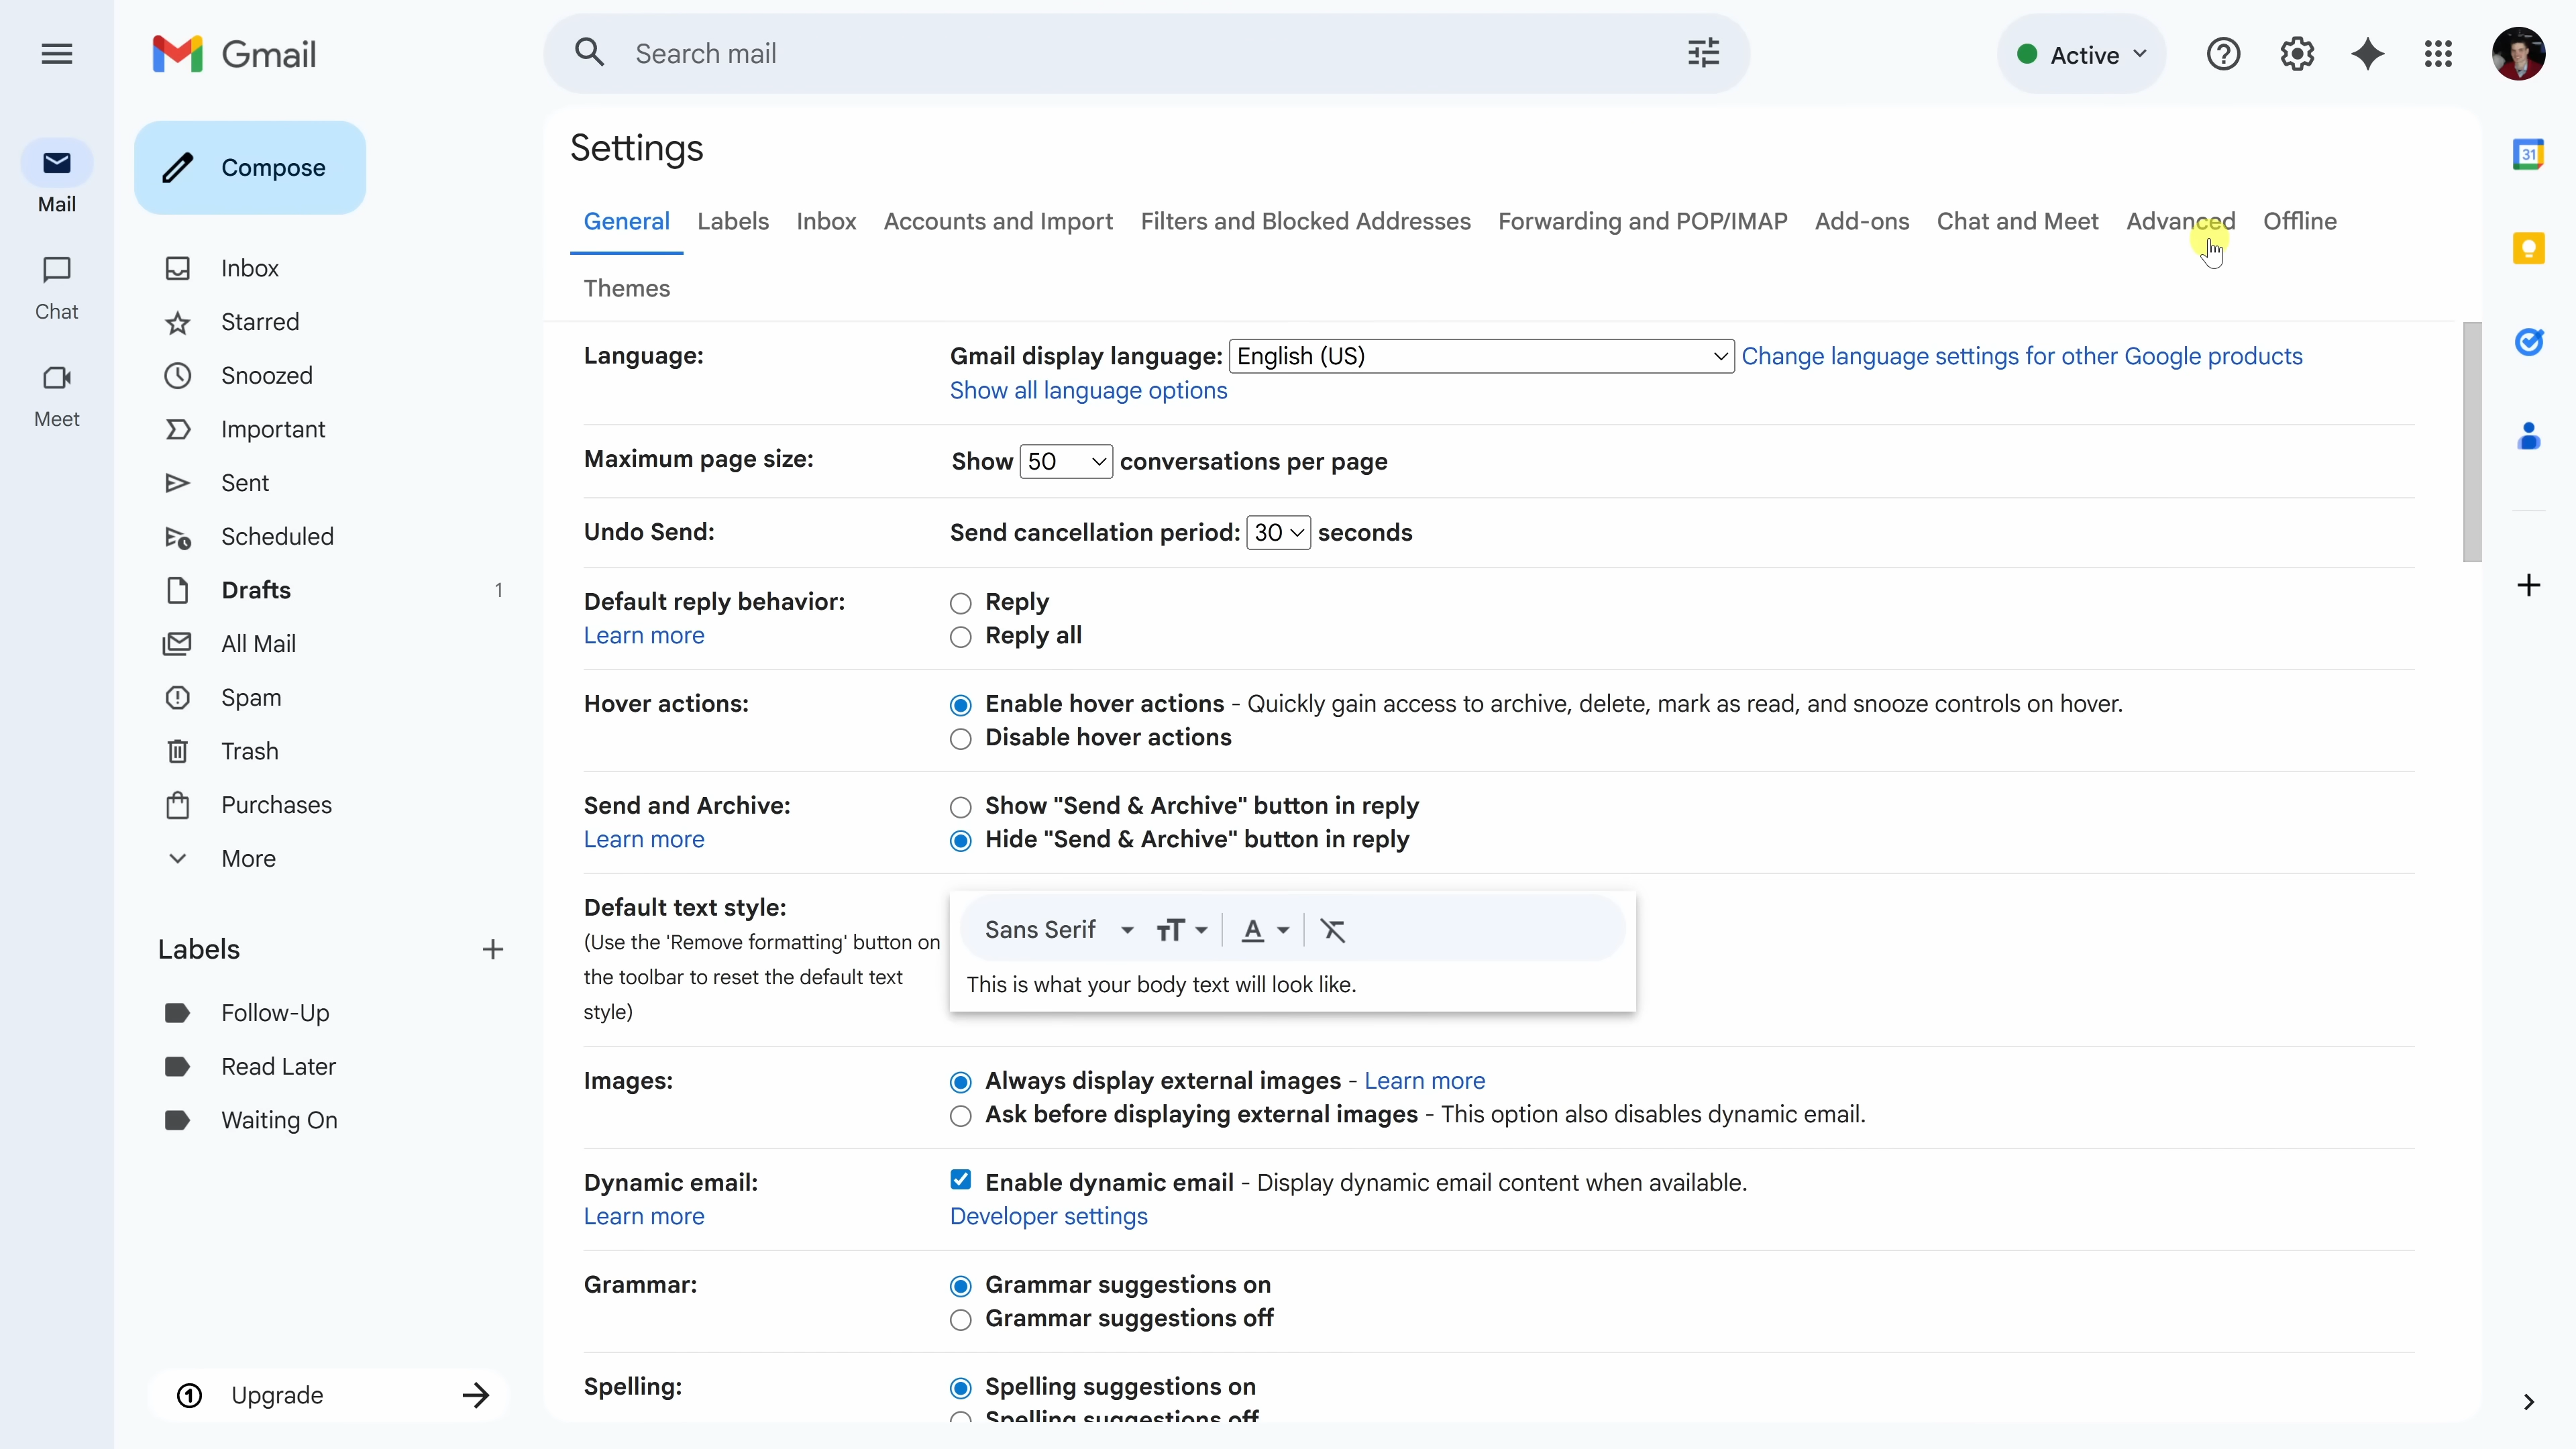 Gmail
Search mail
Active
Mail
Chat
Meet
Compose
Inbox
Starred
Snoozed
Important
Sent
Scheduled
Drafts 1
All Mail
Spam
Trash
Purchases
More
Labels
Follow-Up
Read Later
Waiting On
1 Upgrade
Settings
General Labels Inbox Accounts and Import Filters and Blocked Addresses Forwarding and POP/IMAP Add-ons Chat and Meet Advanced Offline
Themes
Language: Gmail display language: English (US) Change language settings for other Google products
Show all language options
Maximum page size: Show 50 conversations per page
Undo Send: Send cancellation period: 30 seconds
Default reply behavior: Reply
Learn more Reply all
Hover actions: Enable hover actions - Quickly gain access to archive, delete, mark as read, and snooze controls on hover.
Disable hover actions
Send and Archive: Show "Send & Archive" button in reply
Learn more Hide "Send & Archive" button in reply
Default text style: Sans Serif
(Use the 'Remove formatting' button on
the toolbar to reset the default text
style)
This is what your body text will look like.
Images: Always display external images - Learn more
Ask before displaying external images - This option also disables dynamic email.
Dynamic email: Enable dynamic email - Display dynamic email content when available.
Learn more Developer settings
Grammar: Grammar suggestions on
Grammar suggestions off
Spelling: Spelling suggestions on
Spelling suggestions off
31